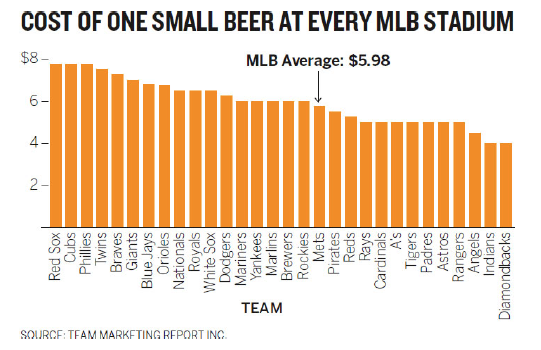 COST OF ONE SMALL BEER AT EVERY MLB STADIUM
MLB Average: $5.98
$8
6
4
2
Red Sox
Cubs
Phillies
Twins
Braves
Giants
Blue Jays
Orioles
Nationals
Royals
White Sox
Dodgers
Mariners
Yankees
Marlins
Brewers
Rockies
Mets
Pirates
Reds
Rays
Cardinals
A's
Tigers
Padres
Astros
Rangers
Angels
Indians
Diamondbacks
TEAM
SOURCE: TEAM MARKETING REPORT INC.